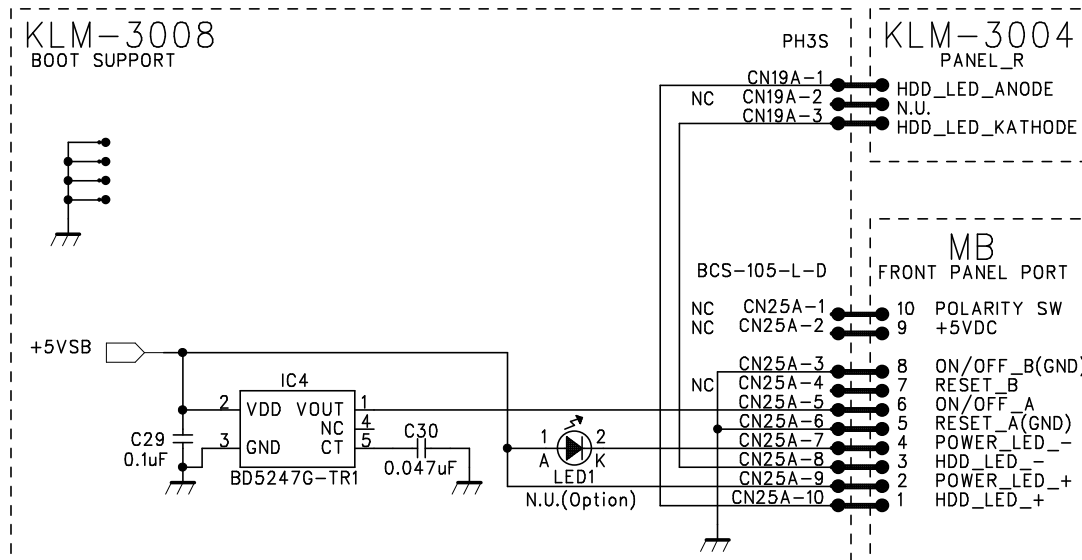 KLM-3008
BOOT SUPPORT
PH3S
KLM-3004
PANEL_R
CN19A-1
HDD_LED_ANODE
NC CN19A-2
N.U.
CN19A-3
HDD_LED_KATHODE
MB
BCS-105-L-D
FRONT PANEL PORT
NC CN25A-1 10 POLARITY SW
NC CN25A-2 9 +5VDC
+5VSB
CN25A-3 8 ON/OFF_B(GND)
IC4
NC CN25A-4 7 RESET_B
2 VDD VOUT 1 CN25A-5 6 ON/OFF_A
NC 4 CN25A-6 5 RESET_A(GND)
C29 3 GND CT 5 C30 1 2 CN25A-7 4 POWER_LED_-
0.1uF 0.047uF A K CN25A-8 3 HDD_LED_-
BD5247G-TR1 LED1 CN25A-9 2 POWER_LED_+
N.U.(Option) CN25A-10 1 HDD_LED_+